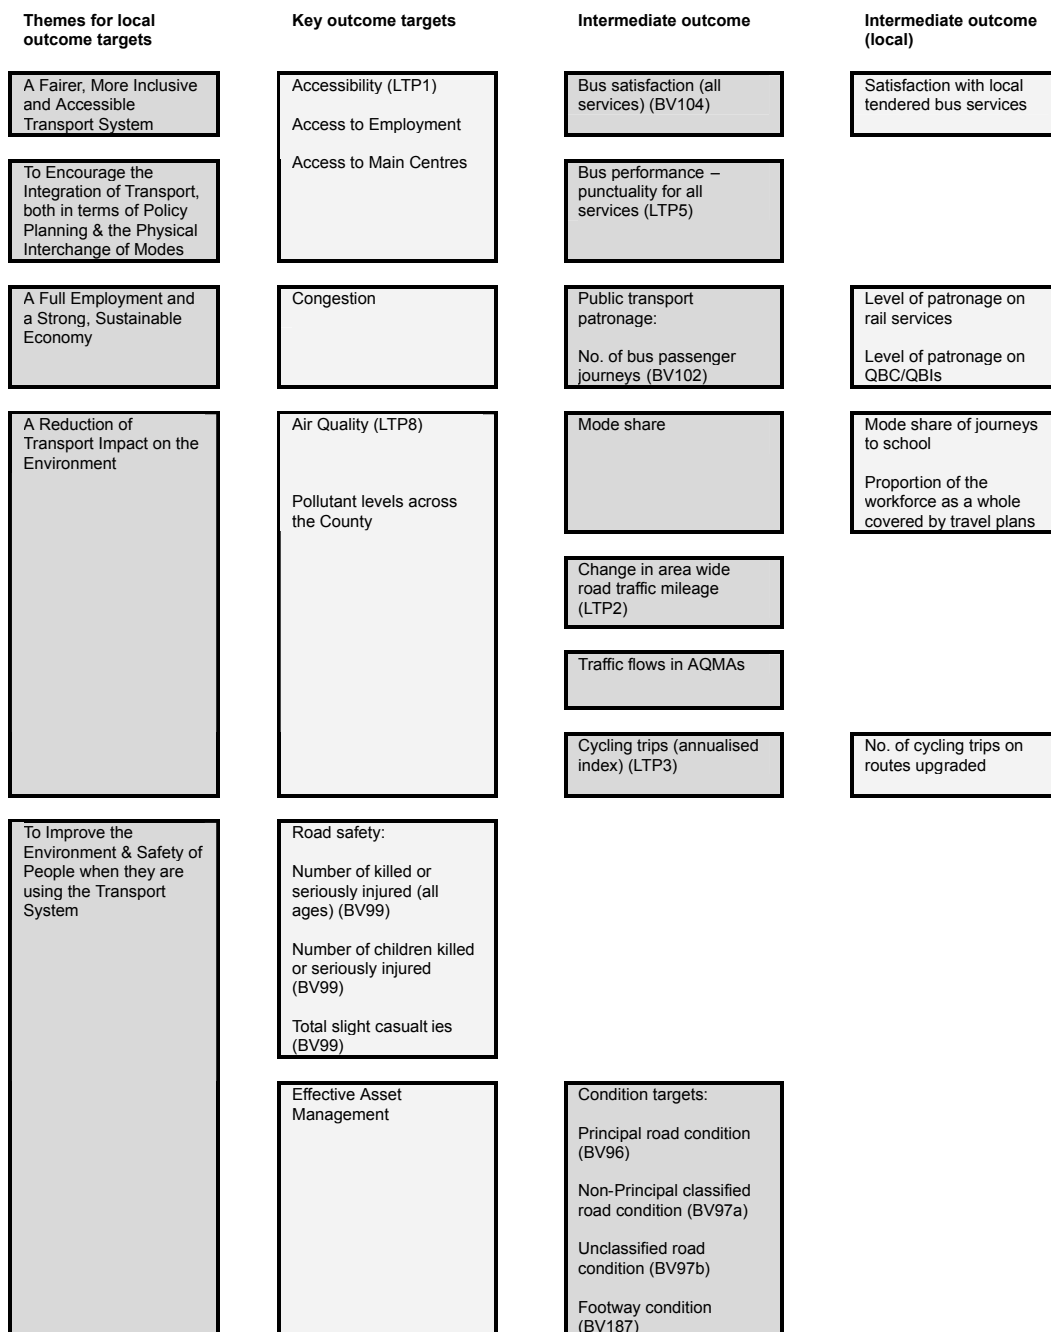 Themes for local
outcome targets
Key outcome targets
Intermediate outcome
Intermediate outcome
(local)
A Fairer, More Inclusive
and Accessible
Transport System
To Encourage the
Integration of Transport,
both in terms of Policy
Planning & the Physical
Interchange of Modes
Accessibility (LTP1)
Access to Employment
Access to Main Centres
Bus satisfaction (all
services) (BV104)
Bus performance –
punctuality for all
services (LTP5)
Satisfaction with local
tendered bus services
A Full Employment and
a Strong, Sustainable
Economy
Congestion
Public transport
patronage:
No. of bus passenger
journeys (BV102)
Level of patronage on
rail services
Level of patronage on
QBC/QBIs
A Reduction of
Transport Impact on the
Environment
Air Quality (LTP8)
Pollutant levels across
the County
Mode share
Mode share of journeys
to school
Proportion of the
workforce as a whole
covered by travel plans
Change in area wide
road traffic mileage
(LTP2)
Traffic flows in AQMAs
Cycling trips (annualised
index) (LTP3)
No. of cycling trips on
routes upgraded
To Improve the
Environment & Safety of
People when they are
using the Transport
System
Road safety:
Number of killed or
seriously injured (all
ages) (BV99)
Number of children killed
or seriously injured
(BV99)
Total slight casualt ies
(BV99)
Effective Asset
Management
Condition targets:
Principal road condition
(BV96)
Non-Principal classified
road condition (BV97a)
Unclassified road
condition (BV97b)
Footway condition
(BV187)